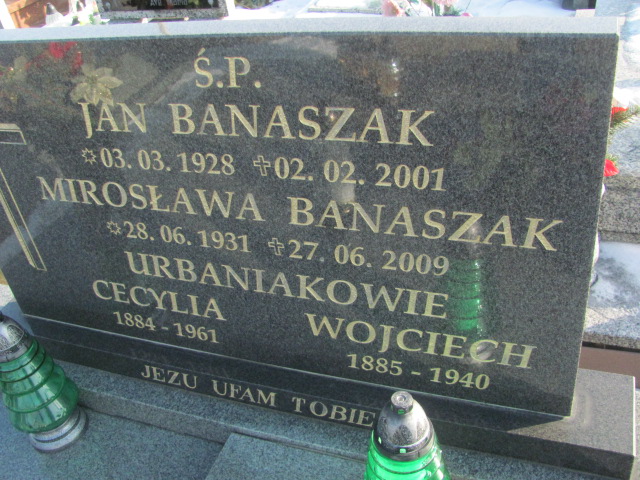 Ś.P.
JAN BANASZAK
✡03.03.1928 ✝02.02.2001
MIROSŁAWA BANASZAK
✡28.06.1931 ✝27.06.2009
URBANIAKOWIE
CECYLIA
1884-1961
WOJCIECH
1885-1940
JEZU UFAM TOBIE